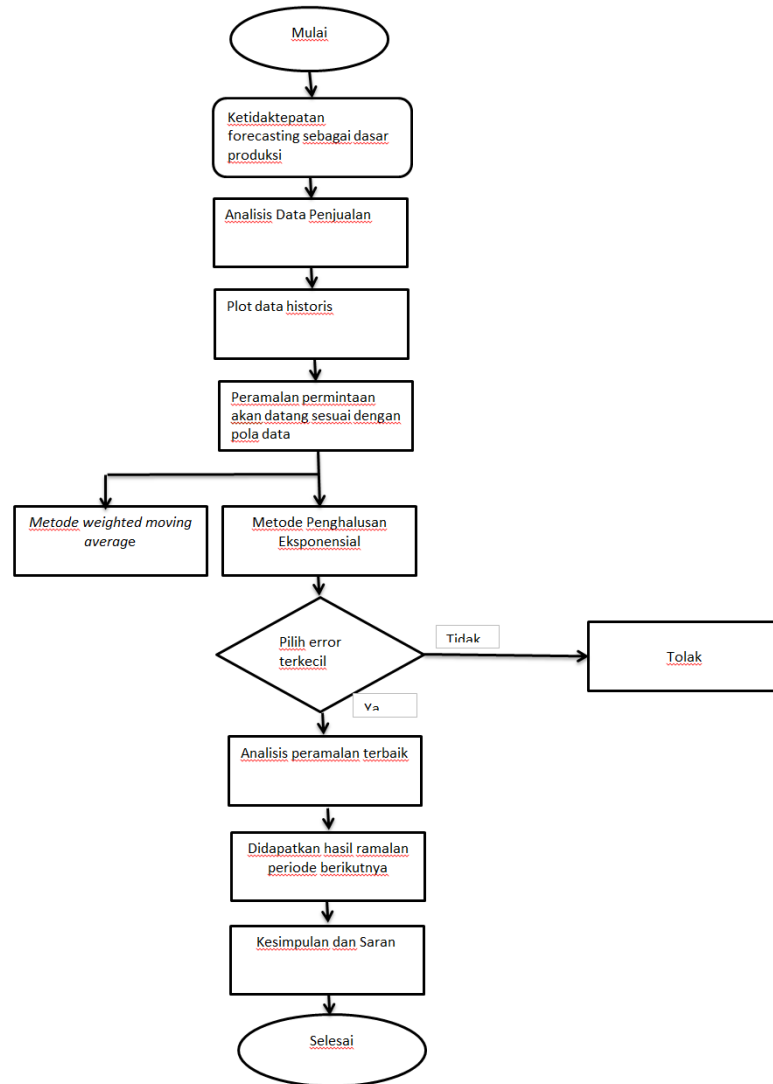 Mulai
Ketidaktepatan
forecasting sebagai dasar
produksi
Analisis Data Penjualan
Plot data historis
Peramalan permintaan
akan datang sesuai dengan
pola data
Metode weighted moving
average
Metode Penghalusan
Eksponensial
Pilih error
terkecil
Tidak
Tolak
Ya
Analisis peramalan terbaik
Didapatkan hasil ramalan
periode berikutnya
Kesimpulan dan Saran
Selesai